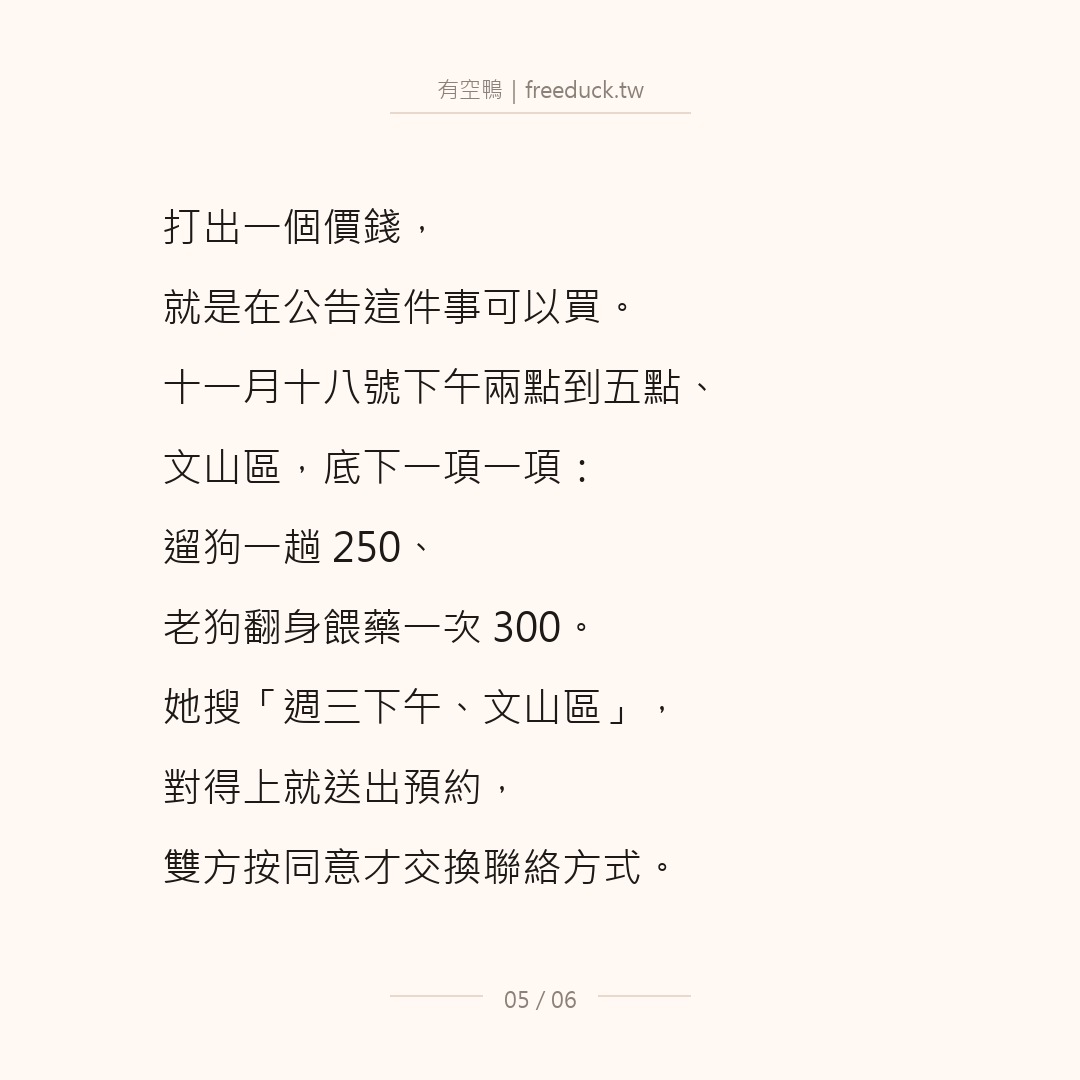 有空鴨｜freeduck.tw
打出一個價錢，
就是在公告這件事可以買。
十一月十八號下午兩點到五點、
文山區，底下一項一項：
遛狗一趟 250、
老狗翻身餵藥一次 300。
她搜「週三下午、文山區」，
對得上就送出預約，
雙方按同意才交換聯絡方式。
05 / 06